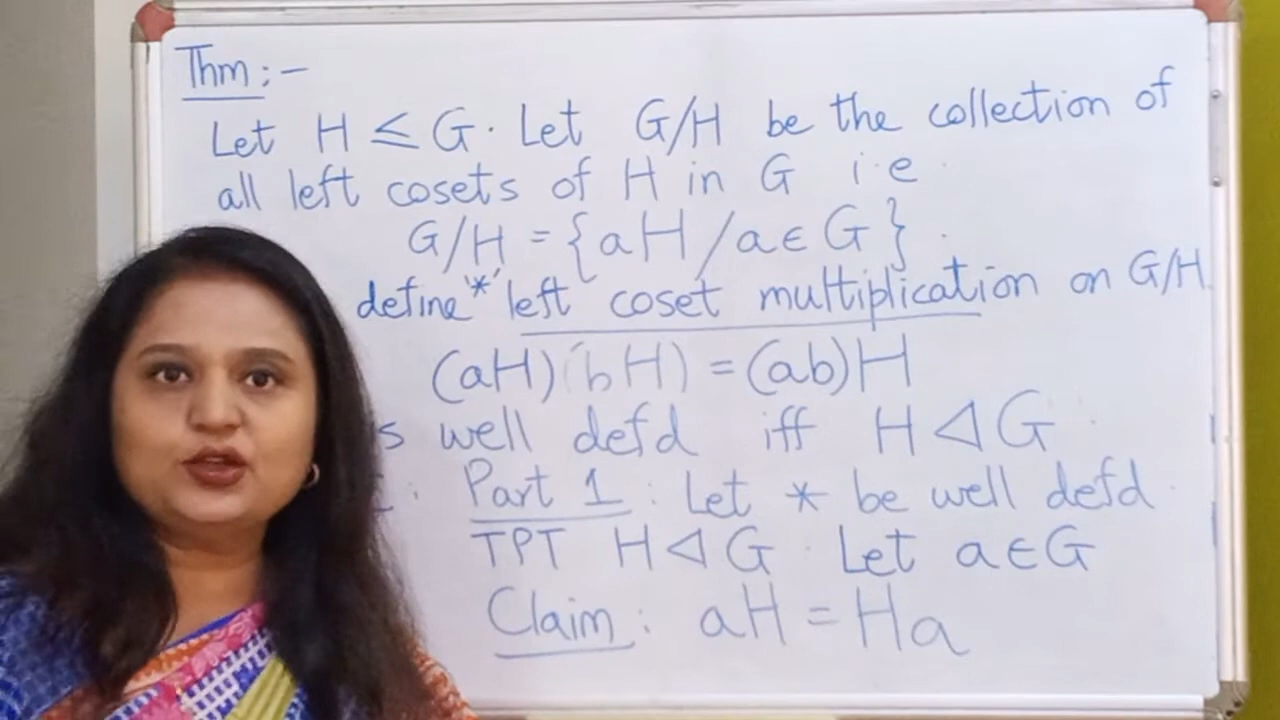 Thm :-
Let H ≤ G. Let G/H be the collection of
all left cosets of H in G i.e.
G/H = {aH / a ∈ G}.
define '*' left coset multiplication on G/H
(aH)(bH) = (ab)H
s well defd iff H ⊲ G.
: Part 1 : Let * be well defd.
TPT H ⊲ G. Let a ∈ G
Claim : aH = Ha